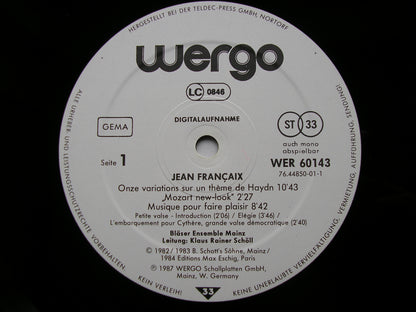 HERGESTELLT BEI DER TELDEC-PRESS GMBH, NORTORF
wergo
LC 0846
DIGITALAUFNAHME
GEMA
ST 33
auch mono
abspielbar
Seite 1
WER 60143
76.44850-01-1
JEAN FRANÇAIX
Onze variations sur un thème de Haydn 10'43
„Mozart new-look" 2'27
Musique pour faire plaisir 8'42
Petite valse - Introduction (2'06) / Elégie (3'46) /
L'embarquement pour Cythère, grande valse démocratique (2'40)
Bläser Ensemble Mainz
Leitung: Klaus Rainer Schöll
© 1982 / 1983 B. Schott's Söhne, Mainz /
1984 Editions Max Eschig, Paris
℗ 1987 WERGO Schallplatten GmbH,
Mainz, W. Germany
33
ALLE URHEBER- UND LEISTUNGSSCHUTZRECHTE VORBEHALTEN
KEIN VERLEIH!
KEINE UNERLAUBTE VERVIELFÄLTIGUNG, VERMIETUNG, AUFFÜHRUNG, SENDUNG!